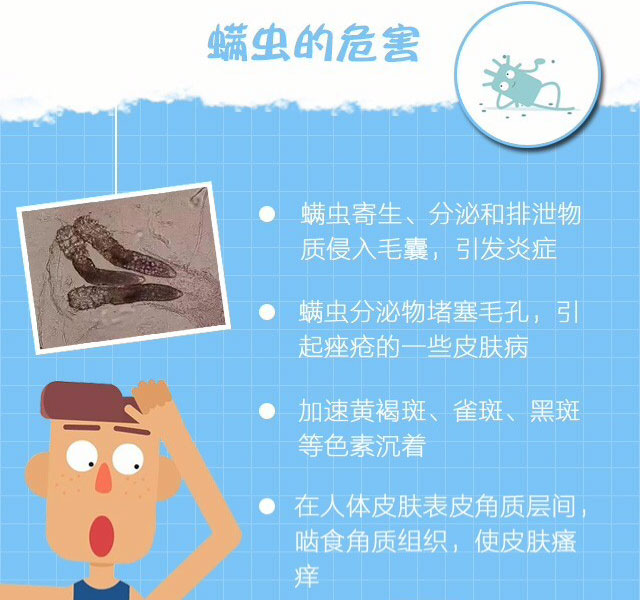 螨虫的危害
螨虫寄生、分泌和排泄物
质侵入毛囊，引发炎症
螨虫分泌物堵塞毛孔，引
起痤疮的一些皮肤病
加速黄褐斑、雀斑、黑斑
等色素沉着
在人体皮肤表皮角质层间，
啮食角质组织，使皮肤瘙
痒